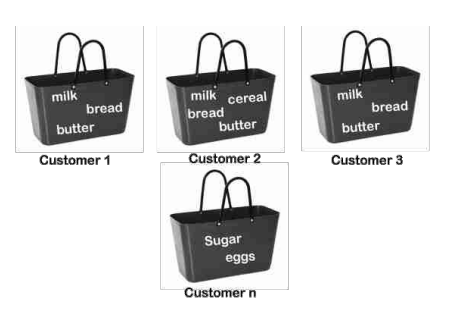 milk
bread
butter
Customer 1
milk cereal
bread
butter
Customer 2
milk
bread
butter
Customer 3
Sugar
eggs
Customer n